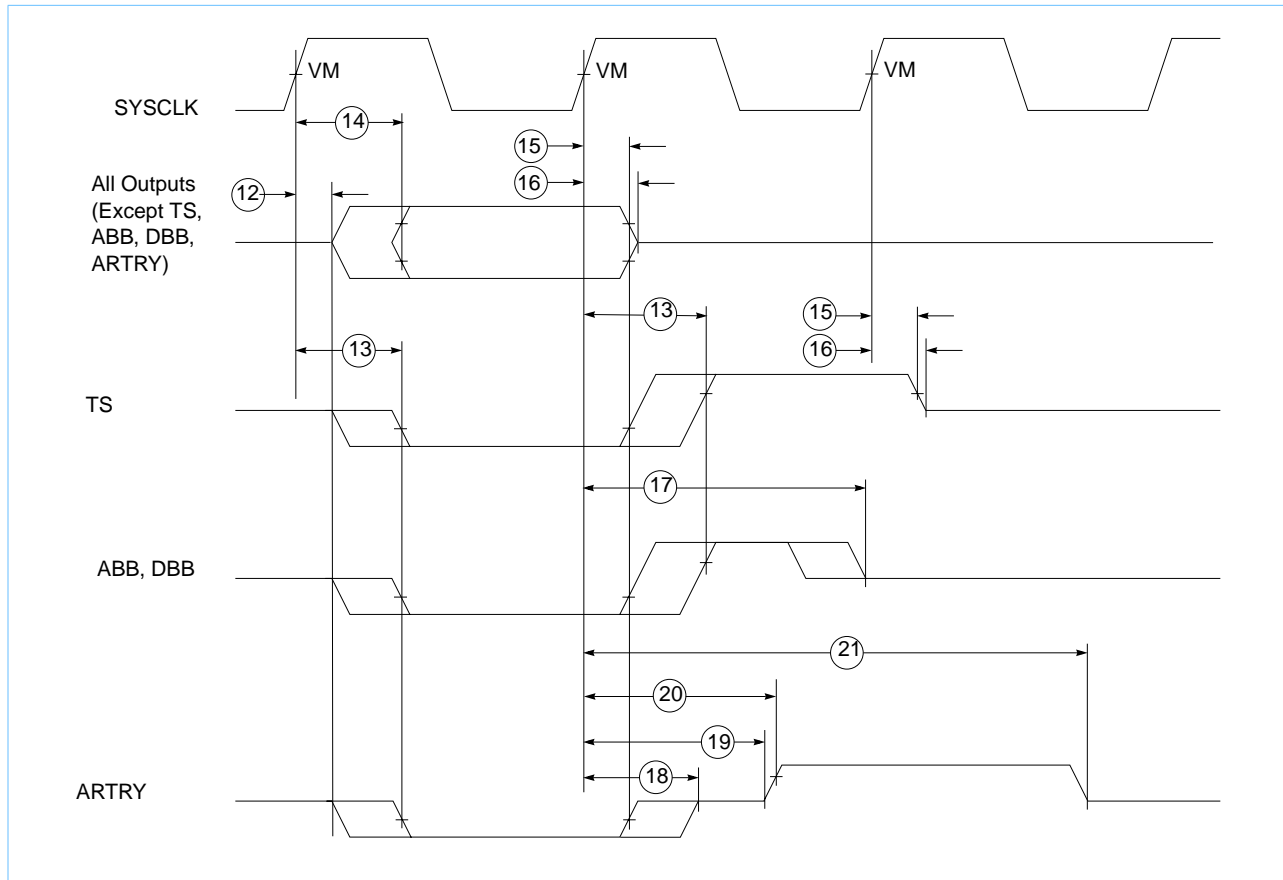 VM
VM
VM
SYSCLK
14
15
12
16
All Outputs
(Except TS,
ABB, DBB,
ARTRY)
13
15
13
16
TS
17
ABB, DBB
21
20
19
18
ARTRY